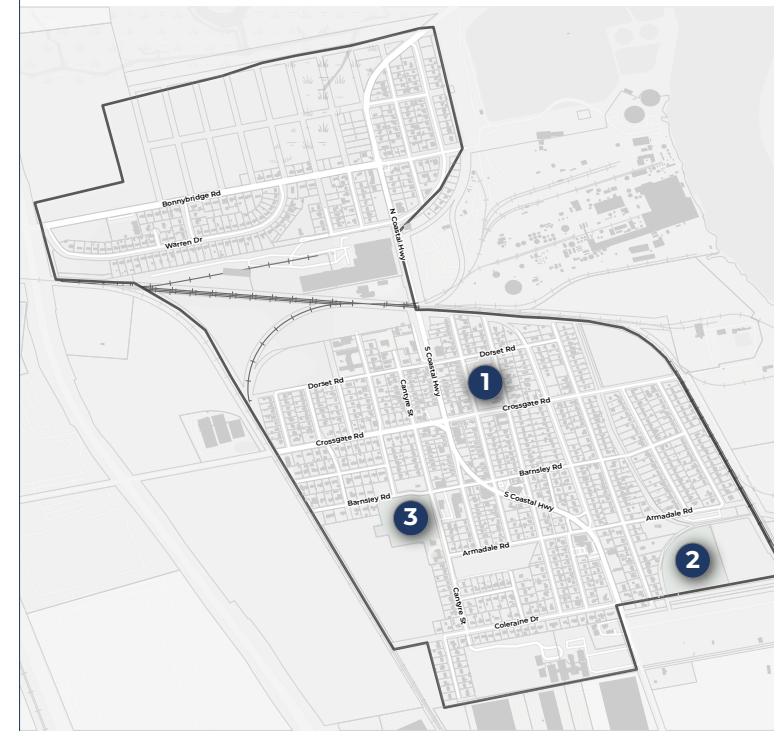 Bonnybridge Rd
Warren Dr
N Coastal Hwy
S Coastal Hwy
Dorset Rd
Dorset Rd
Cantyre St
1
Crossgate Rd
Crossgate Rd
Barnsley Rd
Barnsley Rd
S Coastal Hwy
3
Armadale Rd
Armadale Rd
2
Cantyre St
Coleraine Dr